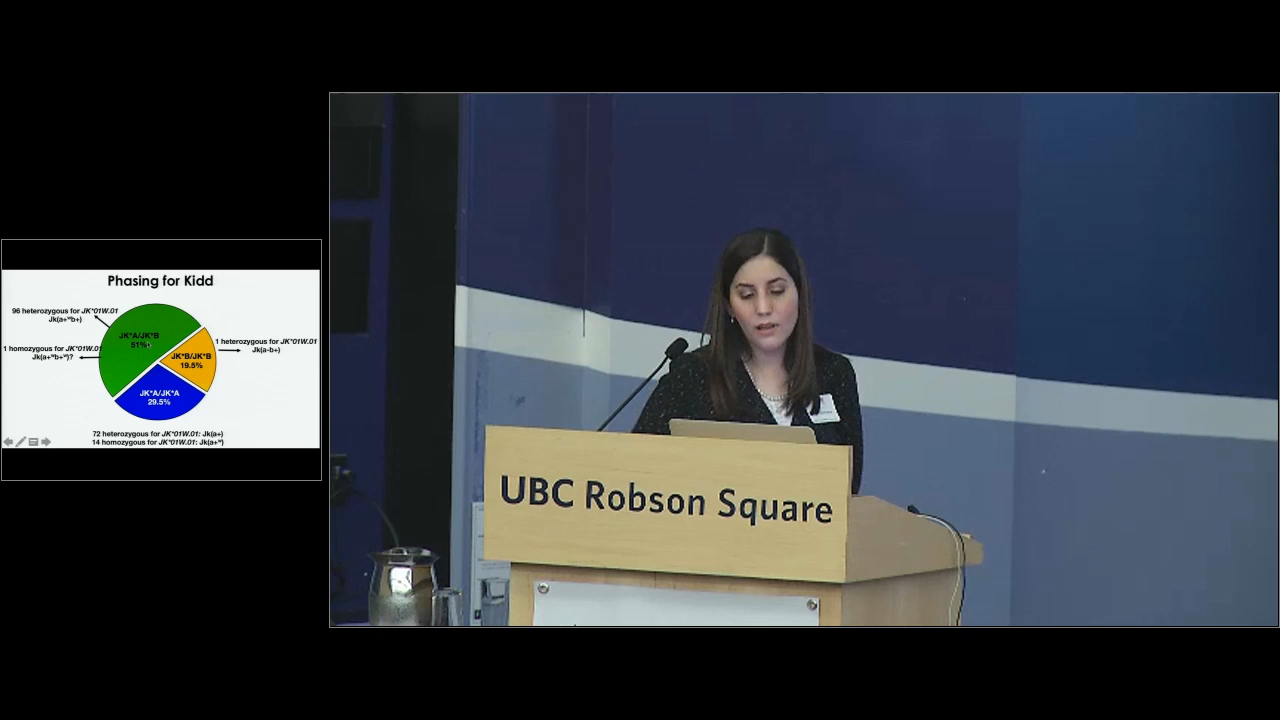 Phasing for Kidd
96 heterozygous for JK*01W.01
Jk(a+ʷb+)
JK*A/JK*B
51%
1 homozygous for JK*01W.01
Jk(a+ʷb+ʷ)?
JK*B/JK*B
19.5%
1 heterozygous for JK*01W.01
Jk(a-b+)
JK*A/JK*A
29.5%
72 heterozygous for JK*01W.01: Jk(a+)
14 homozygous for JK*01W.01: Jk(a+ʷ)
UBC Robson Square